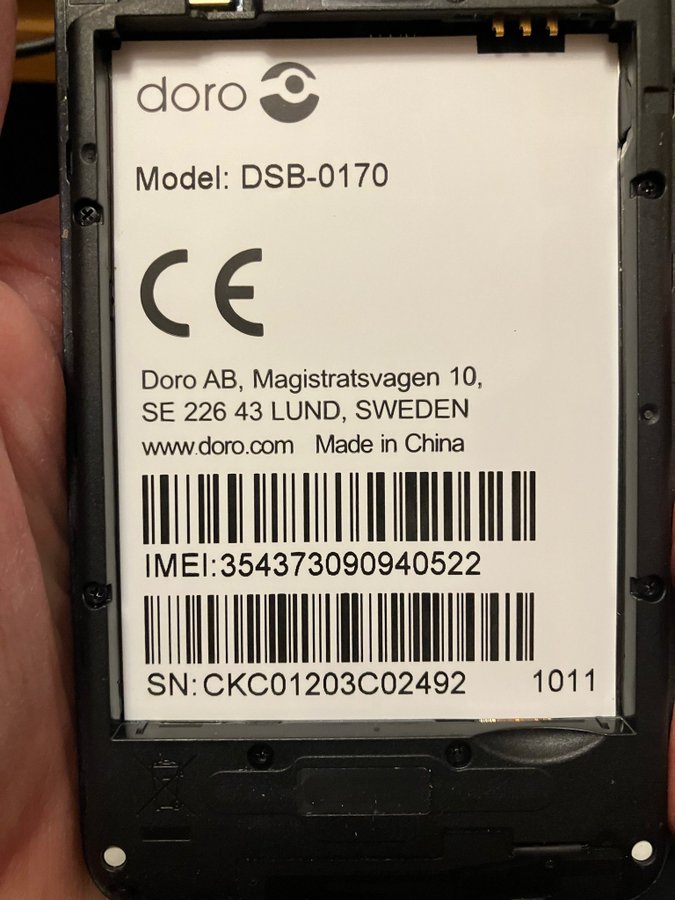 doro
Model: DSB-0170
CE
Doro AB, Magistratsvagen 10,
SE 226 43 LUND, SWEDEN
www.doro.com Made in China
IMEI:354373090940522
SN:CKC01203C02492 1011